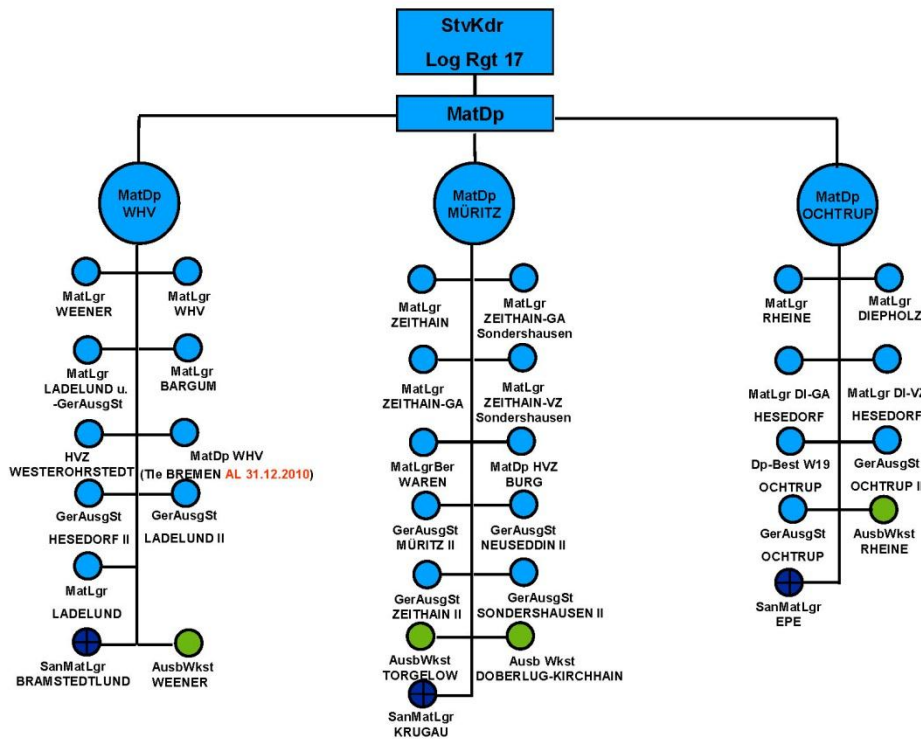 StvKdr
Log Rgt 17
MatDp
MatDp
WHV
MatLgr
WEENER
MatLgr
WHV
MatLgr
LADELUND u.
-GerAusgSt
MatLgr
BARGUM
HVZ
WESTEROHRSTEDT
MatDp WHV
(Tle BREMEN AL 31.12.2010)
GerAusgSt
HESEDORF II
GerAusgSt
LADELUND II
MatLgr
LADELUND
SanMatLgr
BRAMSTEDTLUND
AusbWkst
WEENER
MatDp
MÜRITZ
MatLgr
ZEITHAIN
MatLgr
ZEITHAIN-GA
Sondershausen
MatLgr
ZEITHAIN-GA
MatLgr
ZEITHAIN-VZ
Sondershausen
MatLgrBer
WAREN
MatDp HVZ
BURG
GerAusgSt
MÜRITZ II
GerAusgSt
NEUSEDDIN II
GerAusgSt
ZEITHAIN II
GerAusgSt
SONDERSHAUSEN II
AusbWkst
TORGELOW
Ausb Wkst
DOBERLUG-KIRCHHAIN
SanMatLgr
KRUGAU
MatDp
OCHTRUP
MatLgr
RHEINE
MatLgr
DIEPHOLZ
MatLgr DI-GA
HESEDORF
MatLgr DI-VZ
HESEDORF
Dp-Best W19
OCHTRUP
GerAusgSt
OCHTRUP II
GerAusgSt
OCHTRUP
AusbWkst
RHEINE
SanMatLgr
EPE